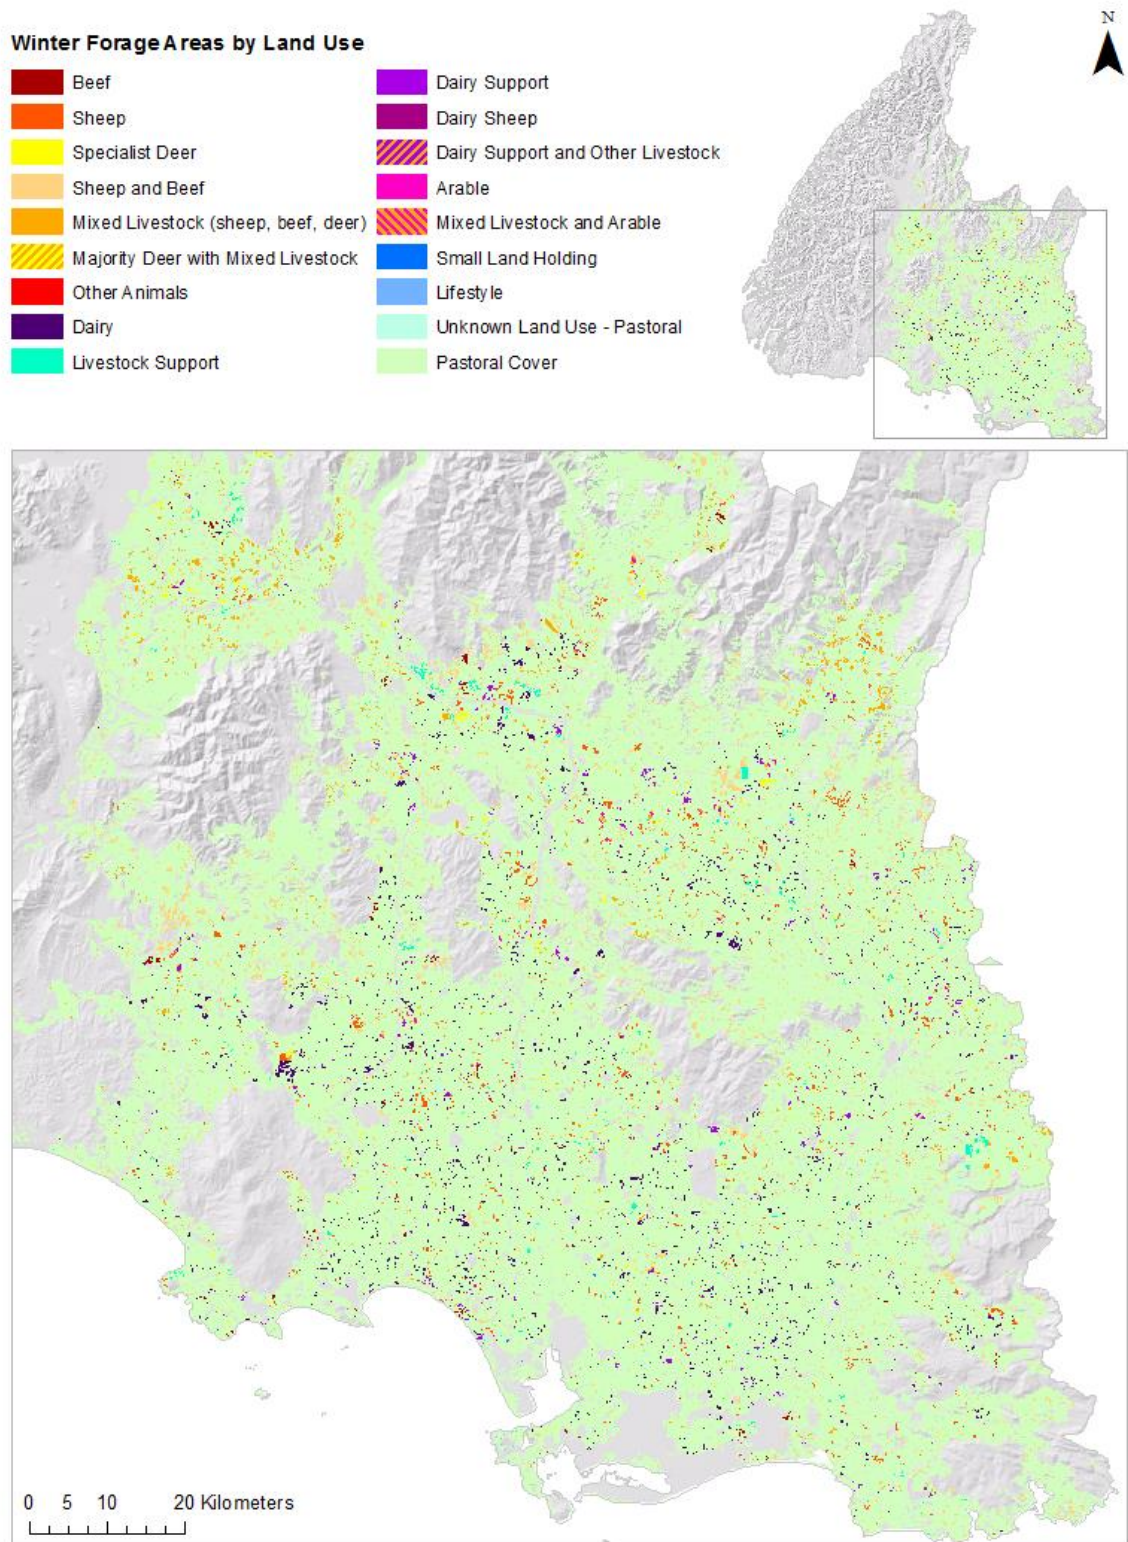 N
Winter Forage Areas by Land Use
Beef
Sheep
Specialist Deer
Sheep and Beef
Mixed Livestock (sheep, beef, deer)
Majority Deer with Mixed Livestock
Other Animals
Dairy
Livestock Support
Dairy Support
Dairy Sheep
Dairy Support and Other Livestock
Arable
Mixed Livestock and Arable
Small Land Holding
Lifestyle
Unknown Land Use - Pastoral
Pastoral Cover
0 5 10 20 Kilometers